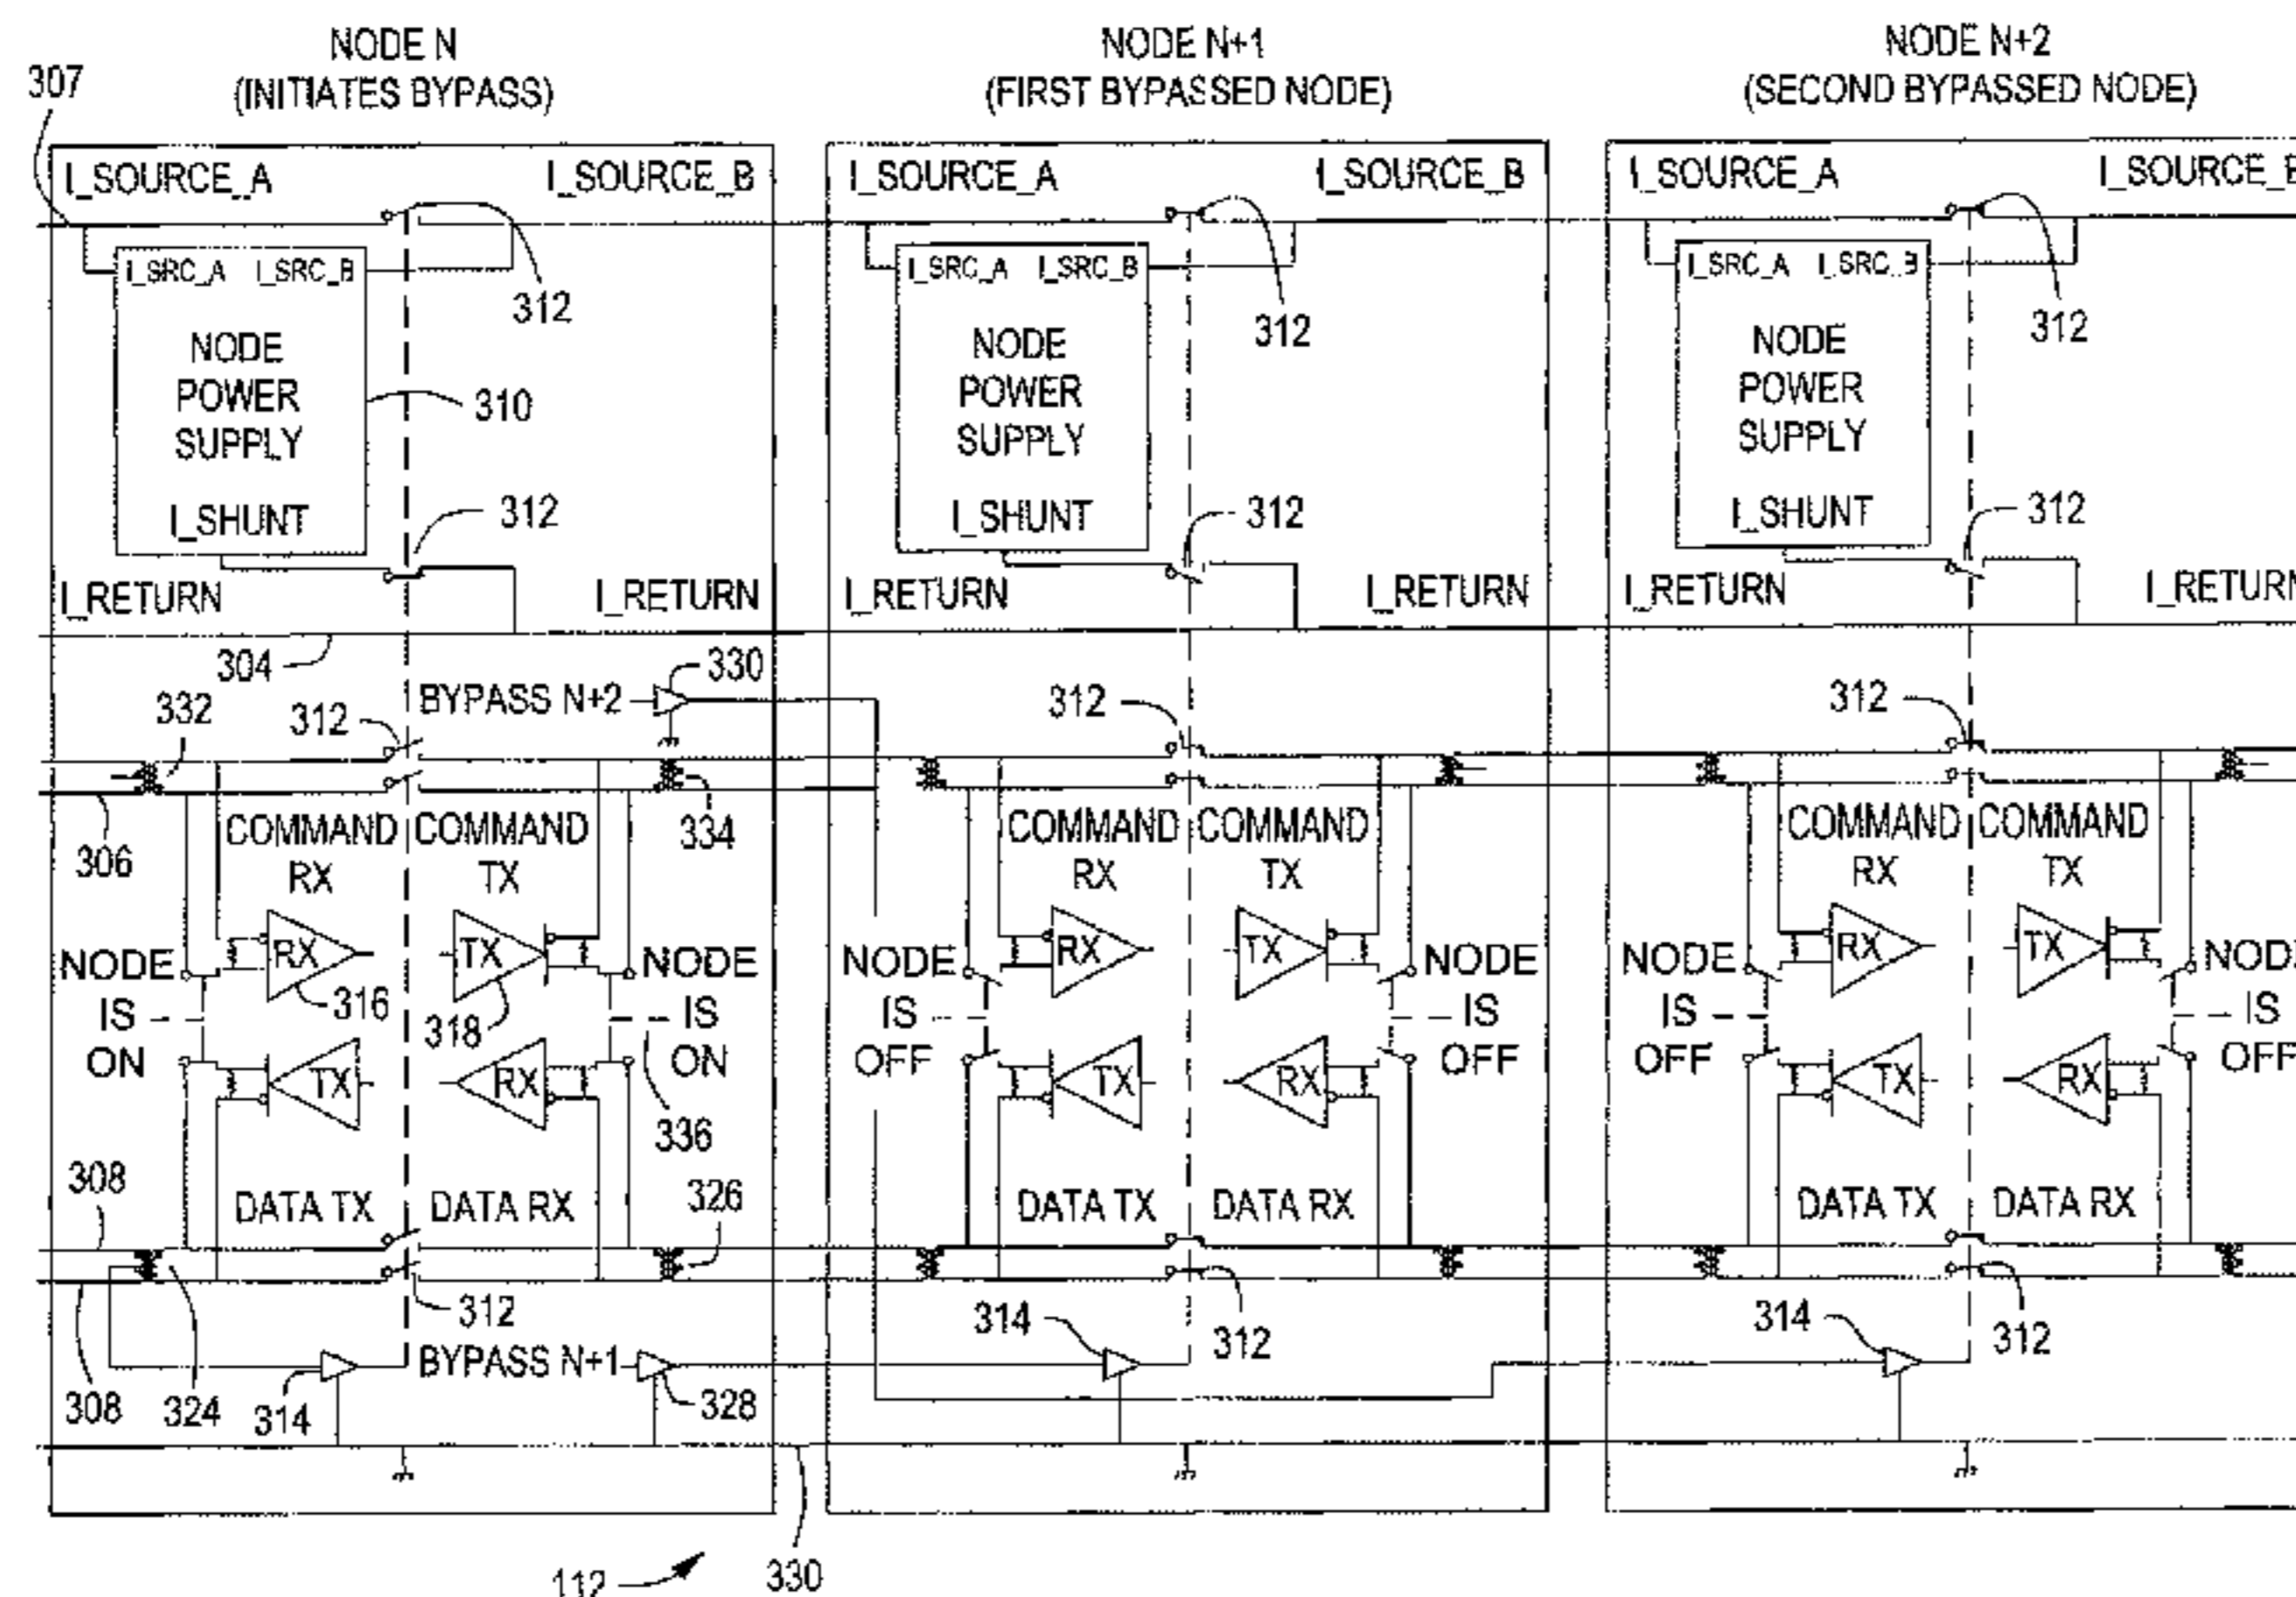 NODE N
(INITIATES BYPASS)
NODE N+1
(FIRST BYPASSED NODE)
NODE N+2
(SECOND BYPASSED NODE)
307
I_SOURCE_A
I_SOURCE_B
I_SOURCE_A
I_SOURCE_B
I_SOURCE_A
I_SOURCE_B
I_SRC_A I_SRC_B
312
I_SRC_A I_SRC_B
312
I_SRC_A I_SRC_B
312
NODE
POWER
SUPPLY
310
NODE
POWER
SUPPLY
NODE
POWER
SUPPLY
I_SHUNT
312
I_SHUNT
312
I_SHUNT
312
I_RETURN
I_RETURN
I_RETURN
I_RETURN
I_RETURN
I_RETURN
304
330
BYPASS N+2
332
312
312
312
306
334
COMMAND
RX
COMMAND
TX
COMMAND
RX
COMMAND
TX
COMMAND
RX
COMMAND
TX
RX
TX
RX
TX
RX
TX
316
318
NODE
IS
ON
NODE
IS
ON
NODE
IS
OFF
NODE
IS
OFF
NODE
IS
OFF
NODE
IS
OFF
TX
RX
TX
RX
TX
RX
336
308
DATA TX
DATA RX
326
DATA TX
DATA RX
DATA TX
DATA RX
312
314
312
314
312
BYPASS N+1
308
324
314
328
112
330